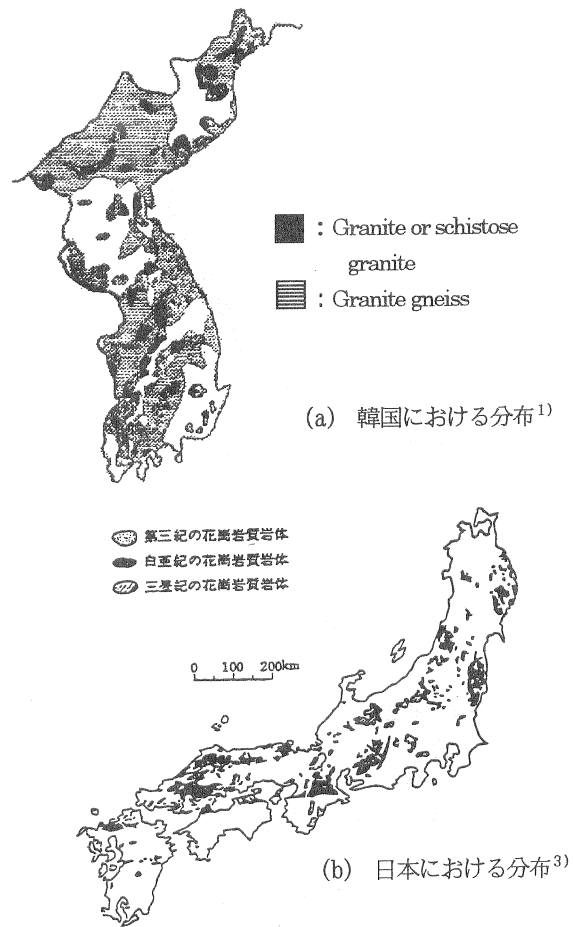 : Granite or schistose
granite
: Granite gneiss
(a) 韓国における分布1)
第三紀の花崗岩質岩体
白亜紀の花崗岩質岩体
三畳紀の花崗岩質岩体
0 100 200km
(b) 日本における分布3)